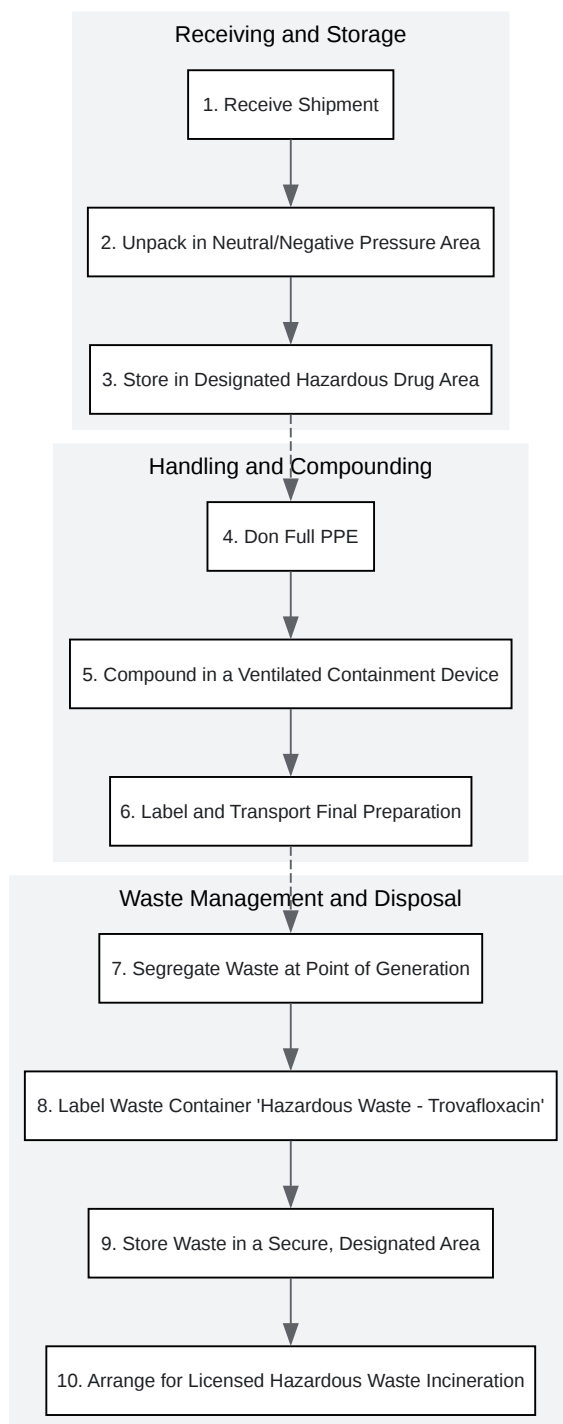 Receiving and Storage
1. Receive Shipment
2. Unpack in Neutral/Negative Pressure Area
3. Store in Designated Hazardous Drug Area
Handling and Compounding
4. Don Full PPE
5. Compound in a Ventilated Containment Device
6. Label and Transport Final Preparation
Waste Management and Disposal
7. Segregate Waste at Point of Generation
8. Label Waste Container 'Hazardous Waste - Trovafloxacin'
9. Store Waste in a Secure, Designated Area
10. Arrange for Licensed Hazardous Waste Incineration